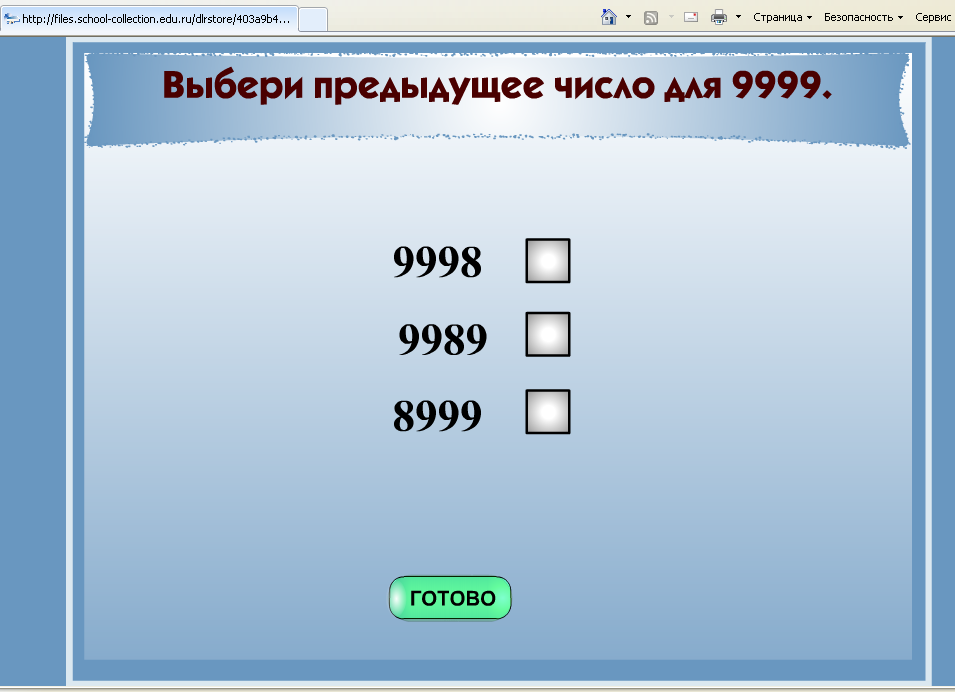 http://files.school-collection.edu.ru/dlrstore/403a9b4...
Страница Безопасность Сервис
Выбери предыдущее число для 9999.
9998
9989
8999
ГОТОВО